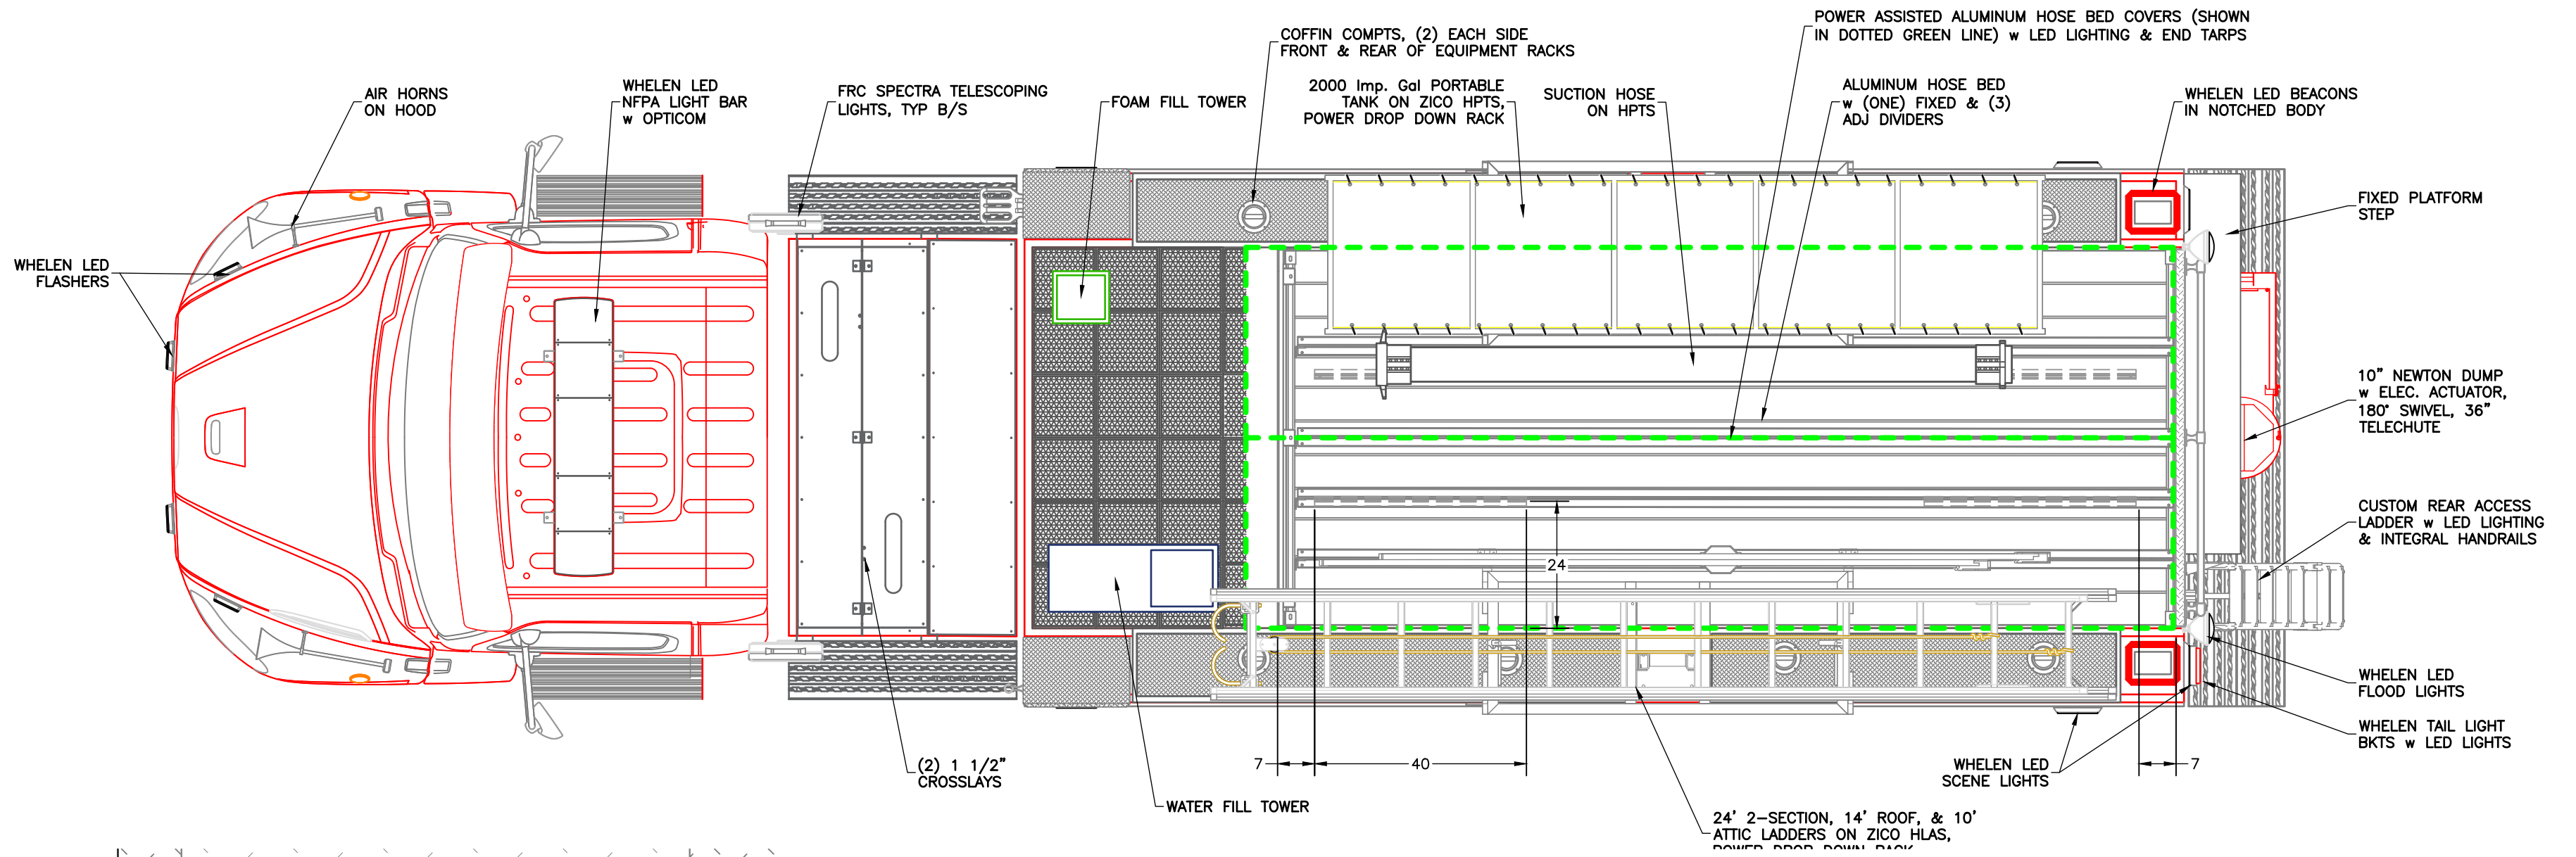 AIR HORNS
ON HOOD
WHELEN LED
NFPA LIGHT BAR
w OPTICOM
FRC SPECTRA TELESCOPING
LIGHTS, TYP B/S
FOAM FILL TOWER
COFFIN COMPTS, (2) EACH SIDE
FRONT & REAR OF EQUIPMENT RACKS
2000 Imp. Gal PORTABLE
TANK ON ZICO HPTS,
POWER DROP DOWN RACK
SUCTION HOSE
ON HPTS
POWER ASSISTED ALUMINUM HOSE BED COVERS (SHOWN
IN DOTTED GREEN LINE) w LED LIGHTING & END TARPS
ALUMINUM HOSE BED
w (ONE) FIXED & (3)
ADJ DIVIDERS
WHELEN LED BEACONS
IN NOTCHED BODY
FIXED PLATFORM
STEP
WHELEN LED
FLASHERS
10" NEWTON DUMP
w ELEC. ACTUATOR,
180° SWIVEL, 36"
TELECHUTE
CUSTOM REAR ACCESS
LADDER w LED LIGHTING
& INTEGRAL HANDRAILS
24
WHELEN LED
FLOOD LIGHTS
WHELEN TAIL LIGHT
BKTS w LED LIGHTS
7
40
7
WHELEN LED
SCENE LIGHTS
(2) 1 1/2"
CROSSLAYS
WATER FILL TOWER
24' 2-SECTION, 14' ROOF, & 10'
ATTIC LADDERS ON ZICO HLAS,
POWER DROP DOWN RACK